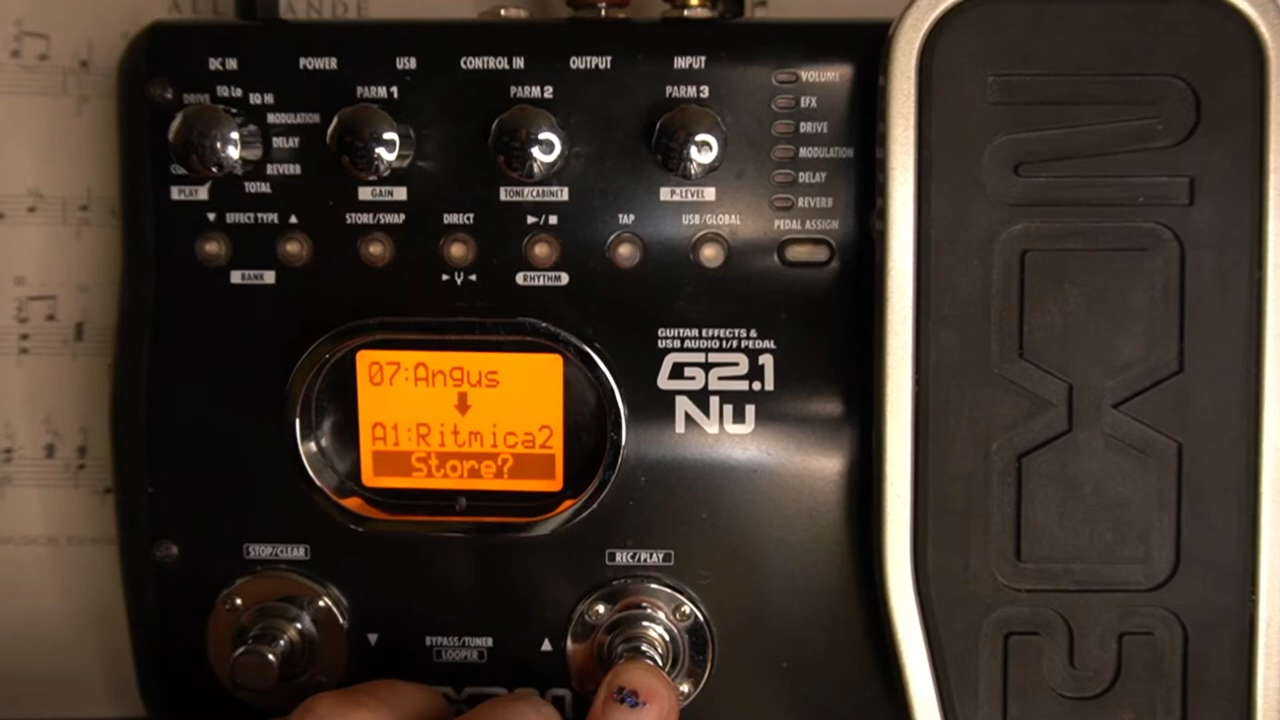 ALL ANDE
DC IN POWER USB CONTROL IN OUTPUT INPUT
VOLUME
EFX
DRIVE
MODULATION
DELAY
REVERB
PEDAL ASSIGN
DRIVE EQ Lo EQ Hi
MODULATION
DELAY
REVERB
TOTAL
PLAY
PARM 1 PARM 2 PARM 3
GAIN TONE/CABINET P-LEVEL
▼ EFFECT TYPE ▲ STORE/SWAP DIRECT ►/■ TAP USB/GLOBAL
BANK RHYTHM
GUITAR EFFECTS &
USB AUDIO I/F PEDAL
G2.1
Nu
07:Angus
A1:Ritmica2
Store?
STOP/CLEAR REC/PLAY
▼ BYPASS/TUNER ▲
LOOPER
ZOOM